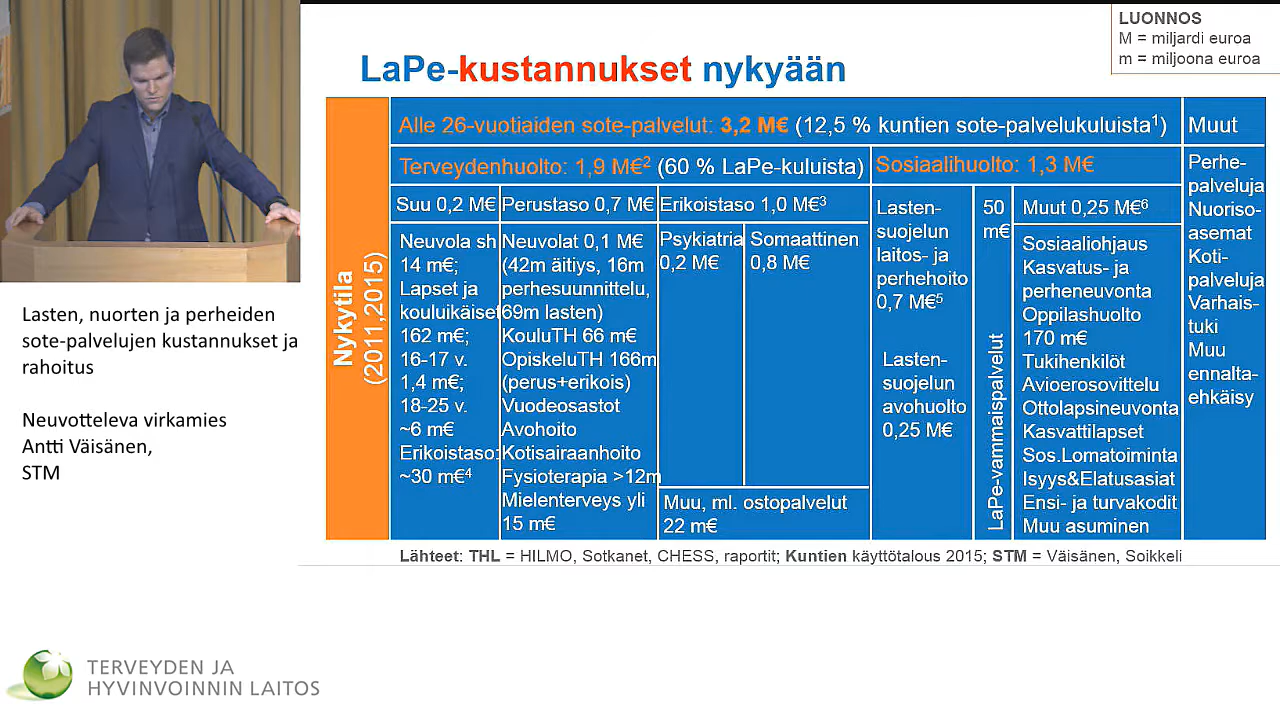 LUONNOS
M = miljardi euroa
m = miljoona euroa
LaPe-kustannukset nykyään
Nykytila
(2011,2015)
Alle 26-vuotiaiden sote-palvelut: 3,2 M€ (12,5 % kuntien sote-palvelukuluista¹)
Muut
Terveydenhuolto: 1,9 M€² (60 % LaPe-kuluista)
Sosiaalihuolto: 1,3 M€
Perhe-
palveluja
Nuoriso-
asemat
Koti-
palveluja
Varhais-
tuki
Muu
ennalta-
ehkäisy
Suu 0,2 M€
Perustaso 0,7 M€
Erikoistaso 1,0 M€³
Neuvola sh
14 m€;
Lapset ja
kouluikäiset
162 m€;
16-17 v.
1,4 m€;
18-25 v.
~6 m€
Erikoistaso:
~30 m€⁴
Neuvolat 0,1 M€
(42m äitiys, 16m
perhesuunnittelu,
69m lasten)
KouluTH 66 m€
OpiskeluTH 166m
(perus+erikois)
Vuodeosastot
Avohoito
Kotisairaanhoito
Fysioterapia >12m
Mielenterveys yli
15 m€
Psykiatria
0,2 M€
Somaattinen
0,8 M€
Muu, ml. ostopalvelut
22 m€
Lasten-
suojelun
laitos- ja
perhehoito
0,7 M€⁵
Lasten-
suojelun
avohuolto
0,25 M€
50
m€
LaPe-vammaispalvelut
Muut 0,25 M€⁶
Sosiaaliohjaus
Kasvatus- ja
perheneuvonta
Oppilashuolto
170 m€
Tukihenkilöt
Avioerosovittelu
Ottolapsineuvonta
Kasvattilapset
Sos.Lomatoiminta
Isyys&Elatusasiat
Ensi- ja turvakodit
Muu asuminen
Lähteet: THL = HILMO, Sotkanet, CHESS, raportit; Kuntien käyttötalous 2015; STM = Väisänen, Soikkeli
Lasten, nuorten ja perheiden
sote-palvelujen kustannukset ja
rahoitus
Neuvotteleva virkamies
Antti Väisänen,
STM
TERVEYDEN JA
HYVINVOINNIN LAITOS